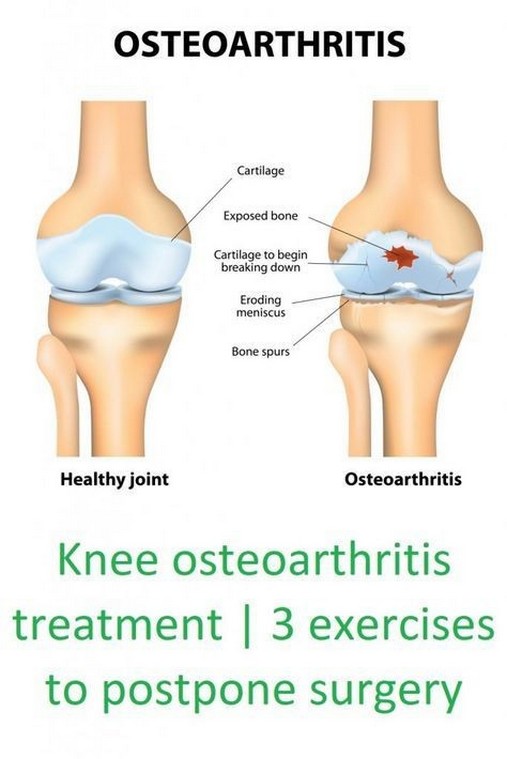 OSTEOARTHRITIS
Cartilage
Exposed bone
Cartilage to begin
breaking down
Eroding
meniscus
Bone spurs
Healthy joint
Osteoarthritis
Knee osteoarthritis
treatment | 3 exercises
to postpone surgery